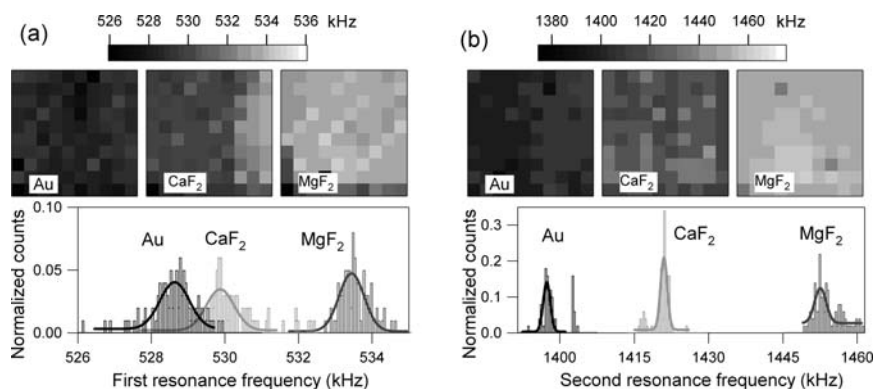 (a)
526 528 530 532 534 536 kHz
Au
CaF2
MgF2
Normalized counts
0.10
0.05
0.00
Au CaF2 MgF2
526 528 530 532 534
First resonance frequency (kHz)
(b)
1380 1400 1420 1440 1460 kHz
Au
CaF2
MgF2
Normalized counts
0.3
0.2
0.1
0.0
Au CaF2 MgF2
1400 1415 1430 1445 1460
Second resonance frequency (kHz)